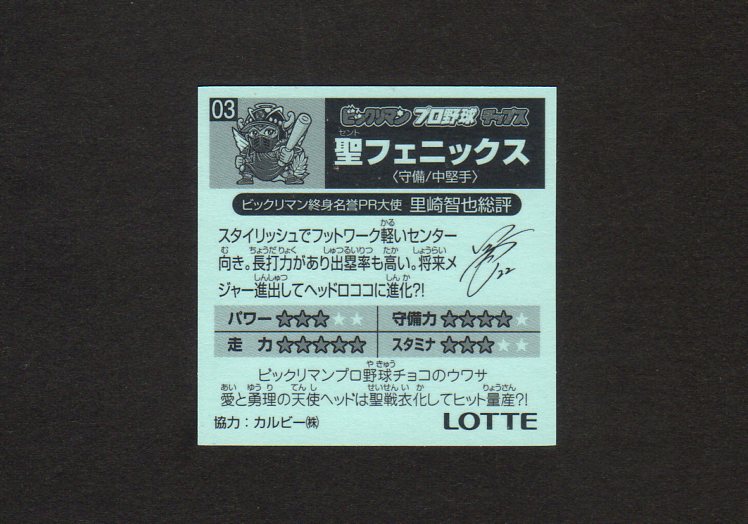 03
ビックリマン プロ野球 チップス
セント
聖フェニックス
〈守備/中堅手〉
ビックリマン終身名誉PR大使 里崎智也総評
かる
スタイリッシュでフットワーク軽いセンター
む ちょうだりょく しゅつるいりつ たか しょうらい
向き。長打力があり出塁率も高い。将来メ
しんしゅつ しんか
ジャー進出してヘッドロココに進化?!
22
パワー ★★★★★ 守備力 ★★★★★
走 力 ★★★★★ スタミナ ★★★★★
やきゅう
ビックリマンプロ野球チョコのウワサ
あい ゆうり てんし せいせんいか りょうさん
愛と勇理の天使ヘッドは聖戦衣化してヒット量産?!
協力：カルビー㈱ LOTTE